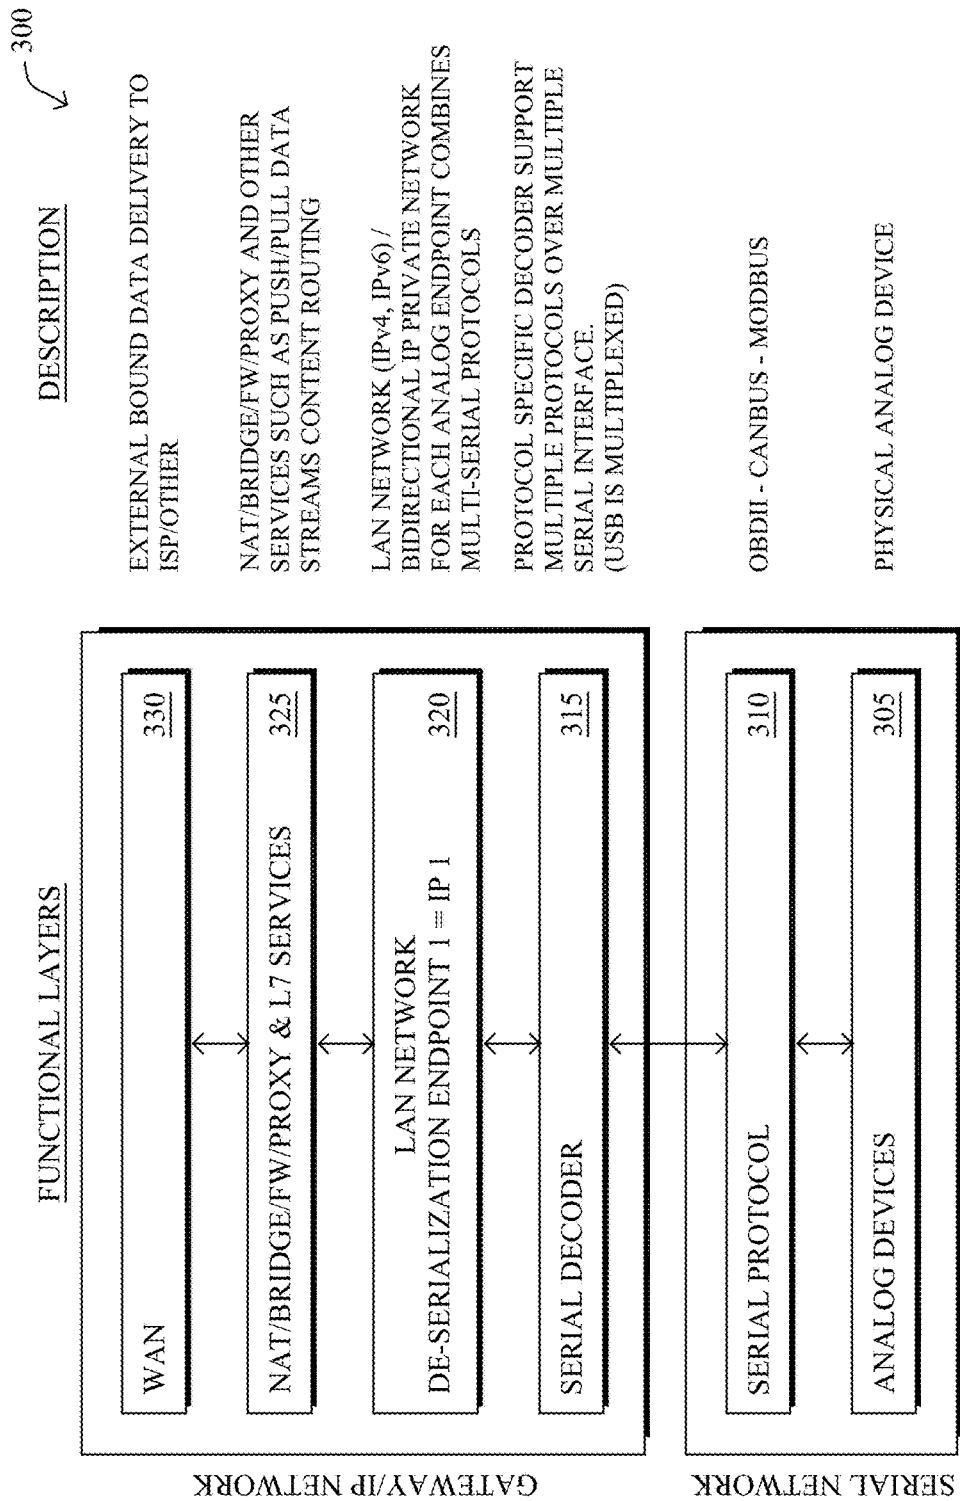 300
FUNCTIONAL LAYERS
DESCRIPTION
GATEWAY/IP NETWORK
WAN
330
EXTERNAL BOUND DATA DELIVERY TO
ISP/OTHER
NAT/BRIDGE/FW/PROXY & L7 SERVICES
325
NAT/BRIDGE/FW/PROXY AND OTHER
SERVICES SUCH AS PUSH/PULL DATA
STREAMS CONTENT ROUTING
LAN NETWORK
DE-SERIALIZATION ENDPOINT 1 = IP 1
320
LAN NETWORK (IPv4, IPv6) /
BIDIRECTIONAL IP PRIVATE NETWORK
FOR EACH ANALOG ENDPOINT COMBINES
MULTI-SERIAL PROTOCOLS
SERIAL DECODER
315
PROTOCOL SPECIFIC DECODER SUPPORT
MULTIPLE PROTOCOLS OVER MULTIPLE
SERIAL INTERFACE.
(USB IS MULTIPLEXED)
SERIAL NETWORK
SERIAL PROTOCOL
310
OBDII - CANBUS - MODBUS
ANALOG DEVICES
305
PHYSICAL ANALOG DEVICE